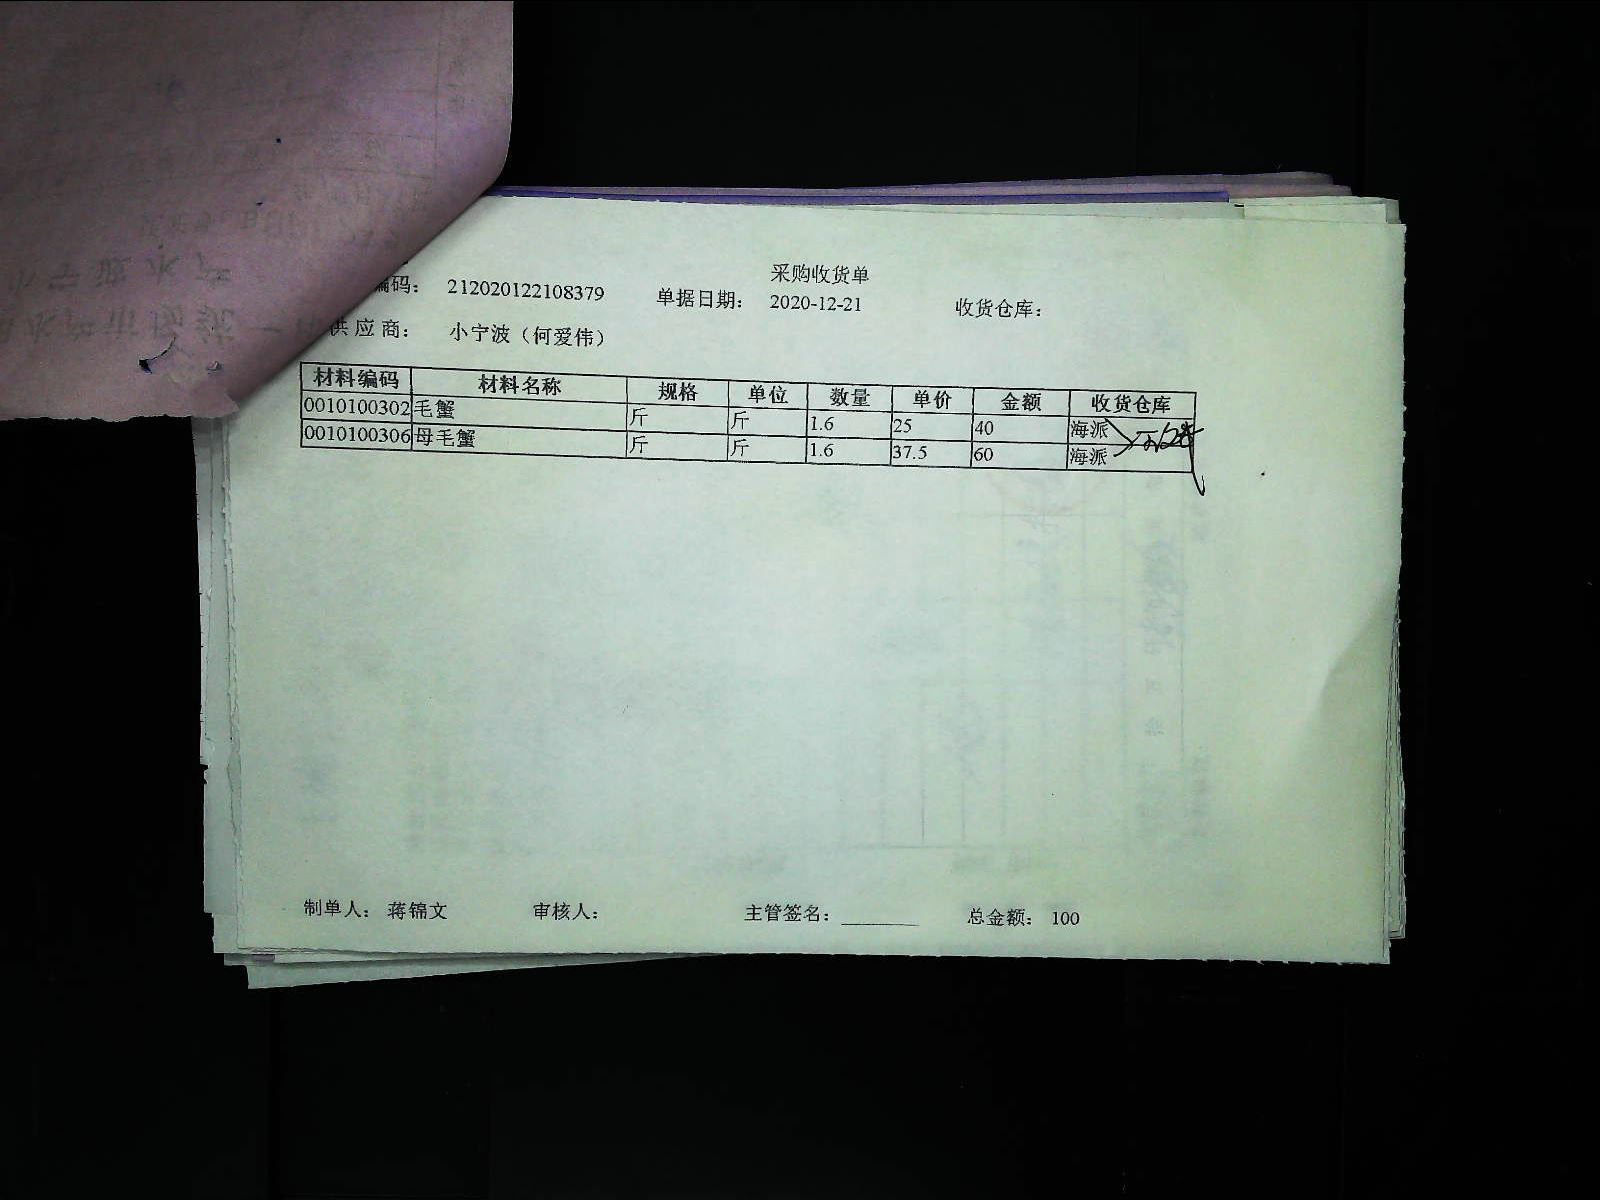 采购收货单
编码： 212020122108379 单据日期： 2020-12-21 收货仓库：
供应商： 小宁波（何爱伟）
材料编码 材料名称 规格 单位 数量 单价 金额 收货仓库
0010100302 毛蟹 斤 斤 1.6 25 40 海派
0010100306 母毛蟹 斤 斤 1.6 37.5 60 海派
制单人： 蒋锦文 审核人： 主管签名： 总金额： 100